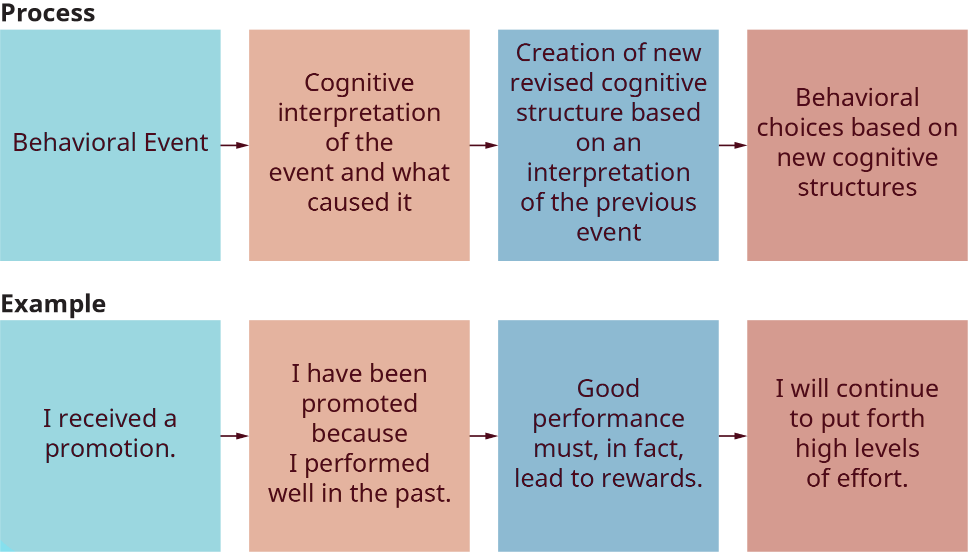 Process
Behavioral Event
Cognitive
interpretation
of the
event and what
caused it
Creation of new
revised cognitive
structure based
on an
interpretation
of the previous
event
Behavioral
choices based on
new cognitive
structures
Example
I received a
promotion.
I have been
promoted
because
I performed
well in the past.
Good
performance
must, in fact,
lead to rewards.
I will continue
to put forth
high levels
of effort.